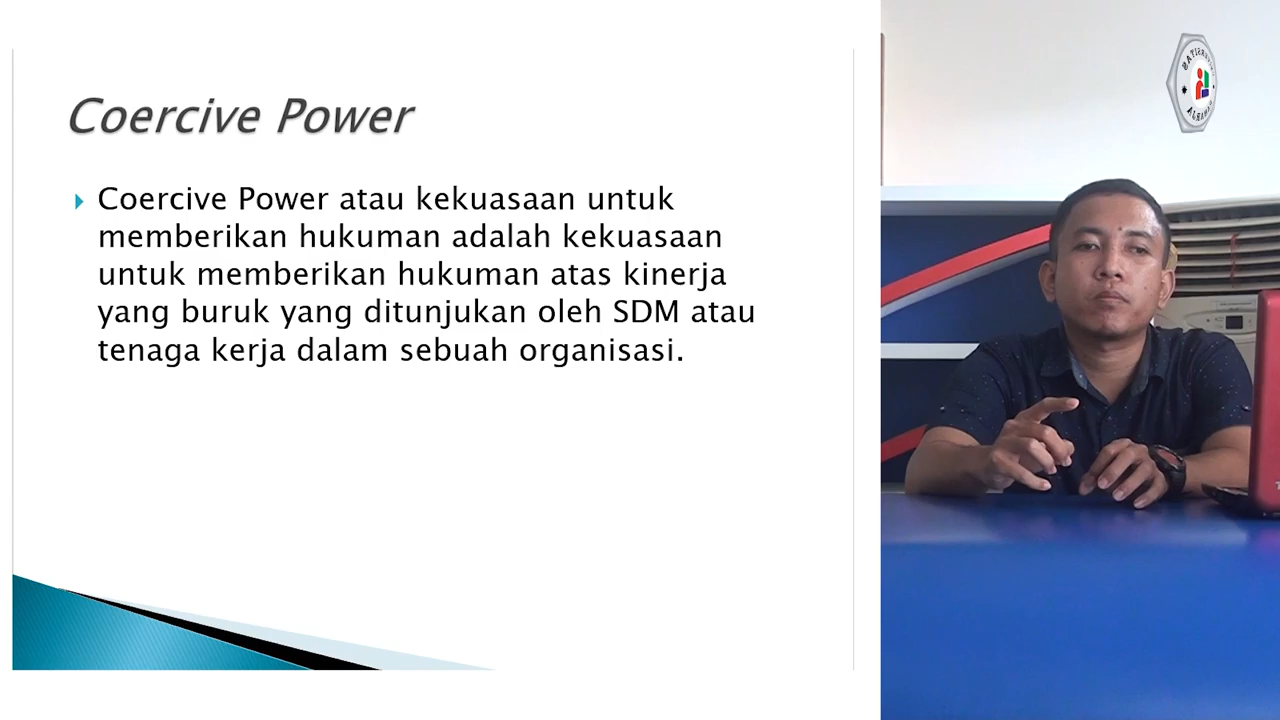 Coercive Power
Coercive Power atau kekuasaan untuk
memberikan hukuman adalah kekuasaan
untuk memberikan hukuman atas kinerja
yang buruk yang ditunjukan oleh SDM atau
tenaga kerja dalam sebuah organisasi.